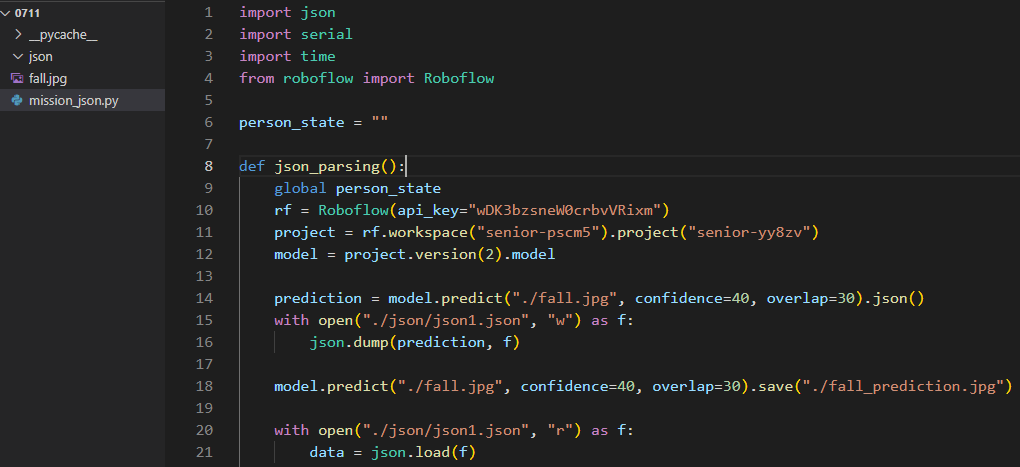 0711
__pycache__
json
fall.jpg
mission_json.py
1 import json
2 import serial
3 import time
4 from roboflow import Roboflow
5
6 person_state = ""
7
8 def json_parsing():
9 global person_state
10 rf = Roboflow(api_key="wDK3bzsneW0crbvVRixm")
11 project = rf.workspace("senior-pscm5").project("senior-yy8zv")
12 model = project.version(2).model
13
14 prediction = model.predict("./fall.jpg", confidence=40, overlap=30).json()
15 with open("./json/json1.json", "w") as f:
16 json.dump(prediction, f)
17
18 model.predict("./fall.jpg", confidence=40, overlap=30).save("./fall_prediction.jpg")
19
20 with open("./json/json1.json", "r") as f:
21 data = json.load(f)